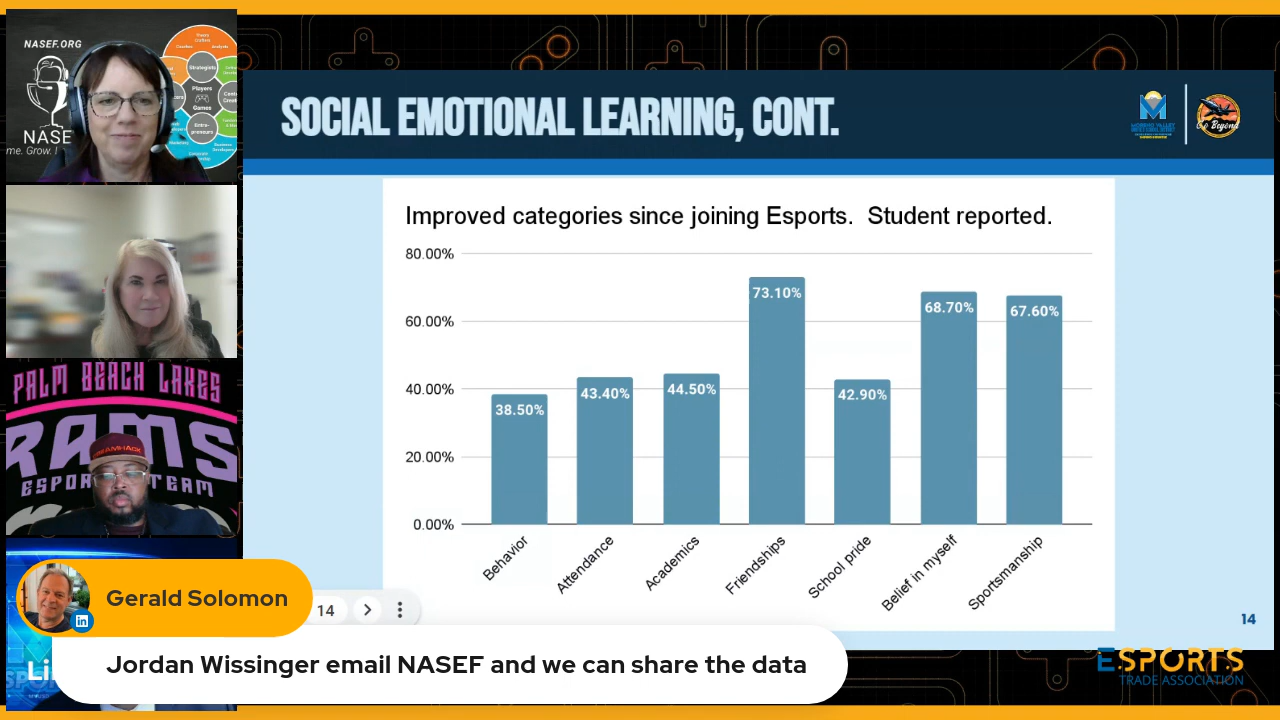 NASEF.ORG
Strategists
Players
Games
Entre-
preneurs
NASE
me. Grow. I
PALM BEACH LAKES
RAMS
DREAMHACK
SOCIAL EMOTIONAL LEARNING, CONT.
Go Beyond
Improved categories since joining Esports. Student reported.
80.00%
60.00%
40.00%
20.00%
0.00%
38.50%
43.40%
44.50%
73.10%
42.90%
68.70%
67.60%
Behavior
Attendance
Academics
Friendships
School pride
Belief in myself
Sportsmanship
14
14
Gerald Solomon
in
Jordan Wissinger email NASEF and we can share the data
Li
ESPORTS
TRADE ASSOCIATION